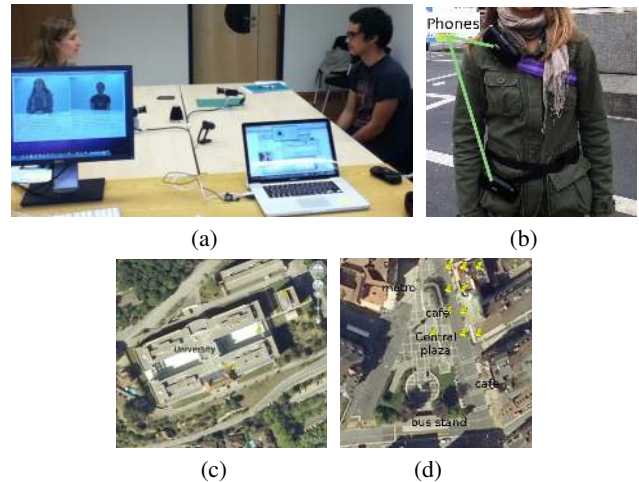 Phones
(a)
(b)
University
metro
cafe
Central
plaza
cafe
bus stand
(c)
(d)